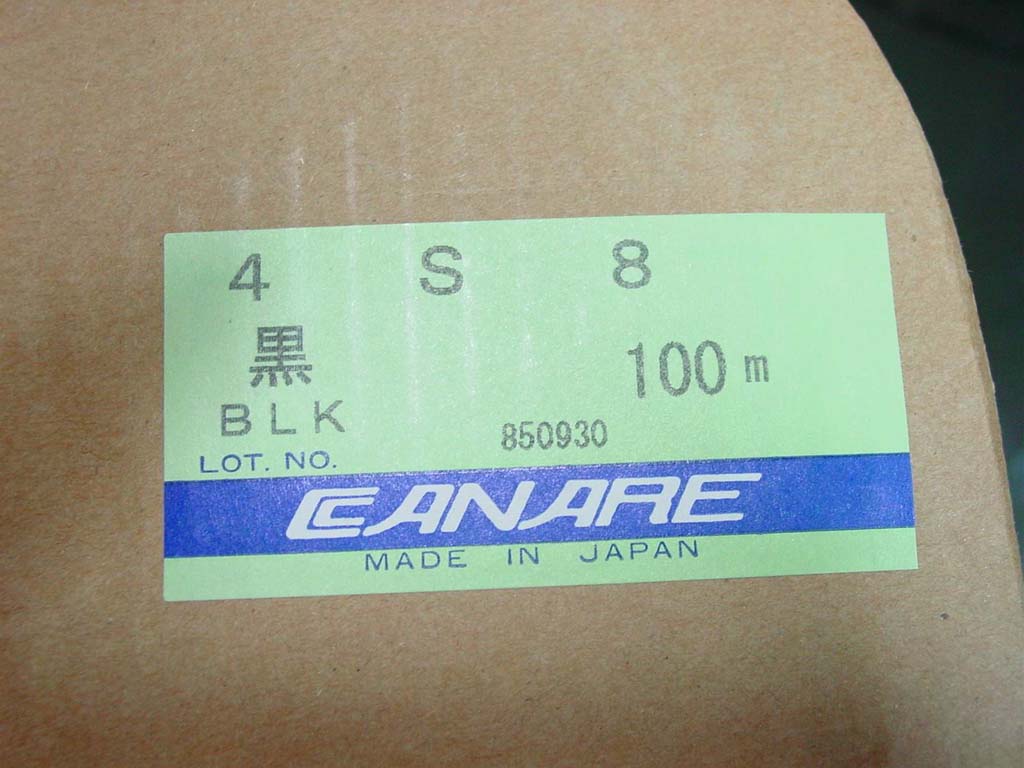 4 S 8
黒 100 m
BLK 850930
LOT. NO.
CANARE
MADE IN JAPAN